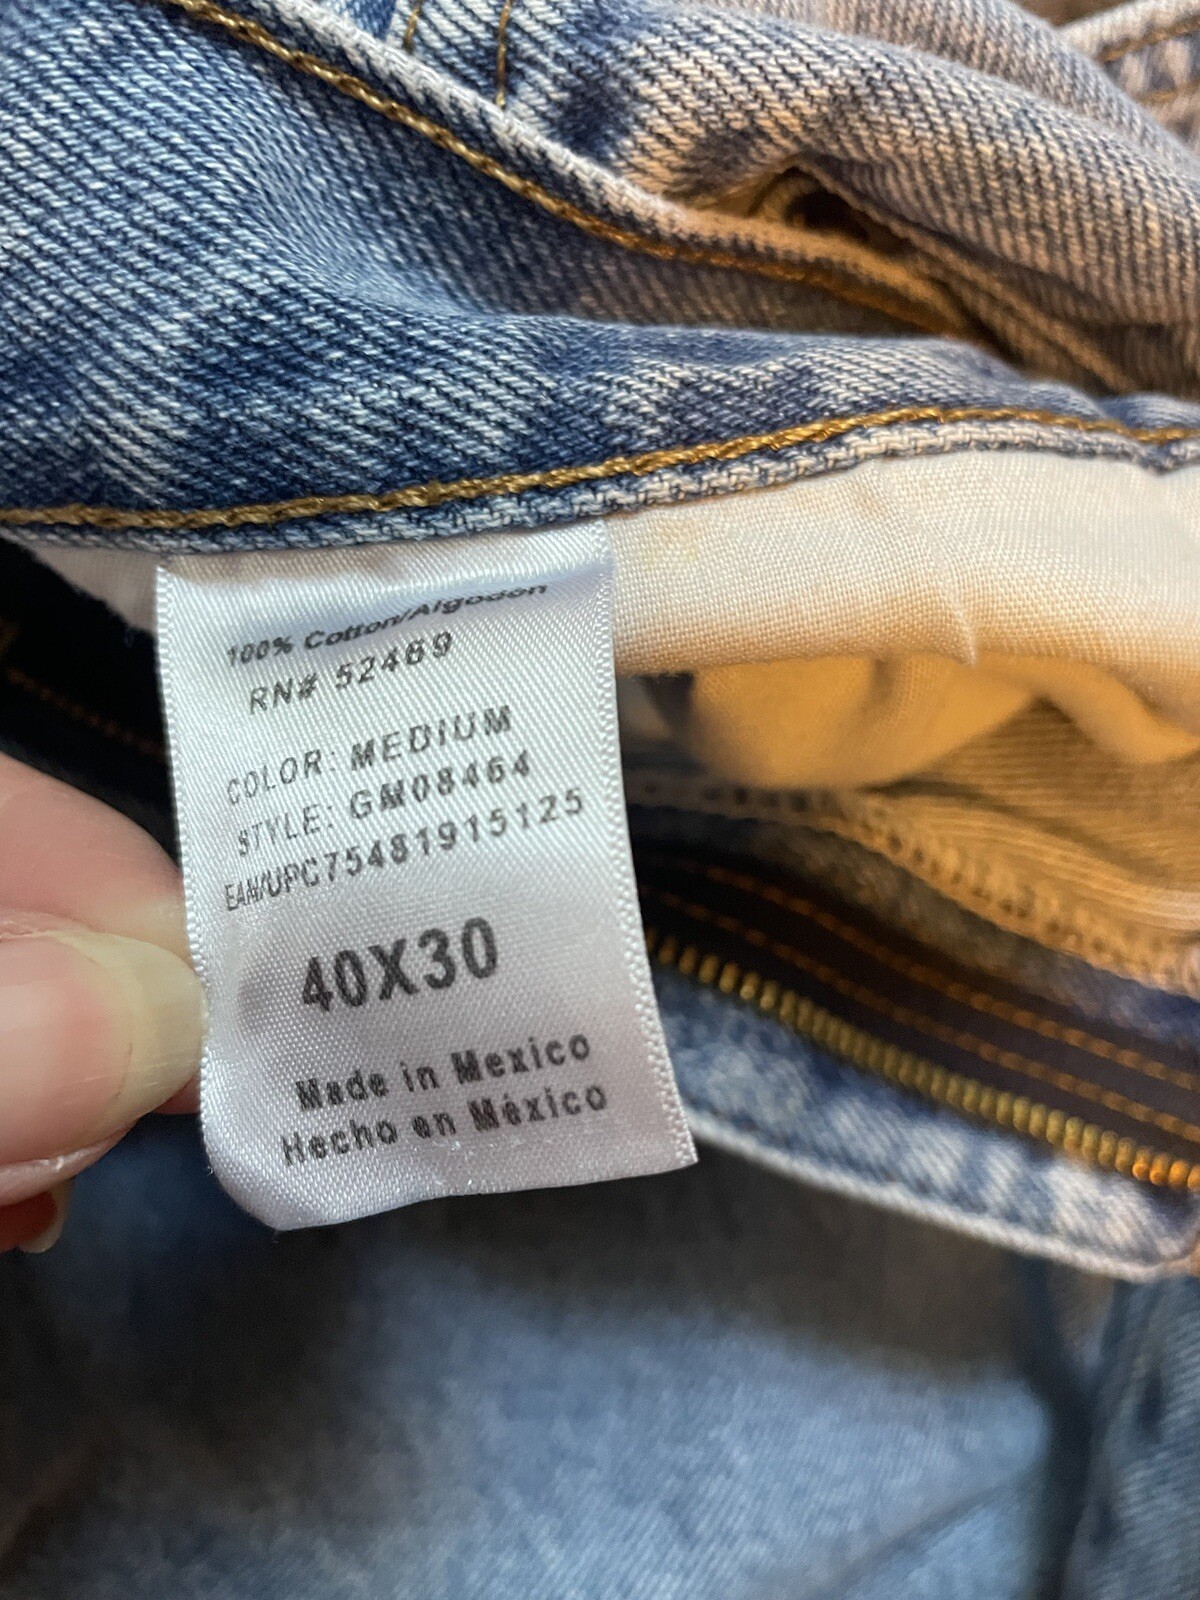 100% Cotton/Algodon
RN# 52469
COLOR: MEDIUM
STYLE: GM08464
EAN/UPC75481915125
40X30
Made in Mexico
Hecho en México